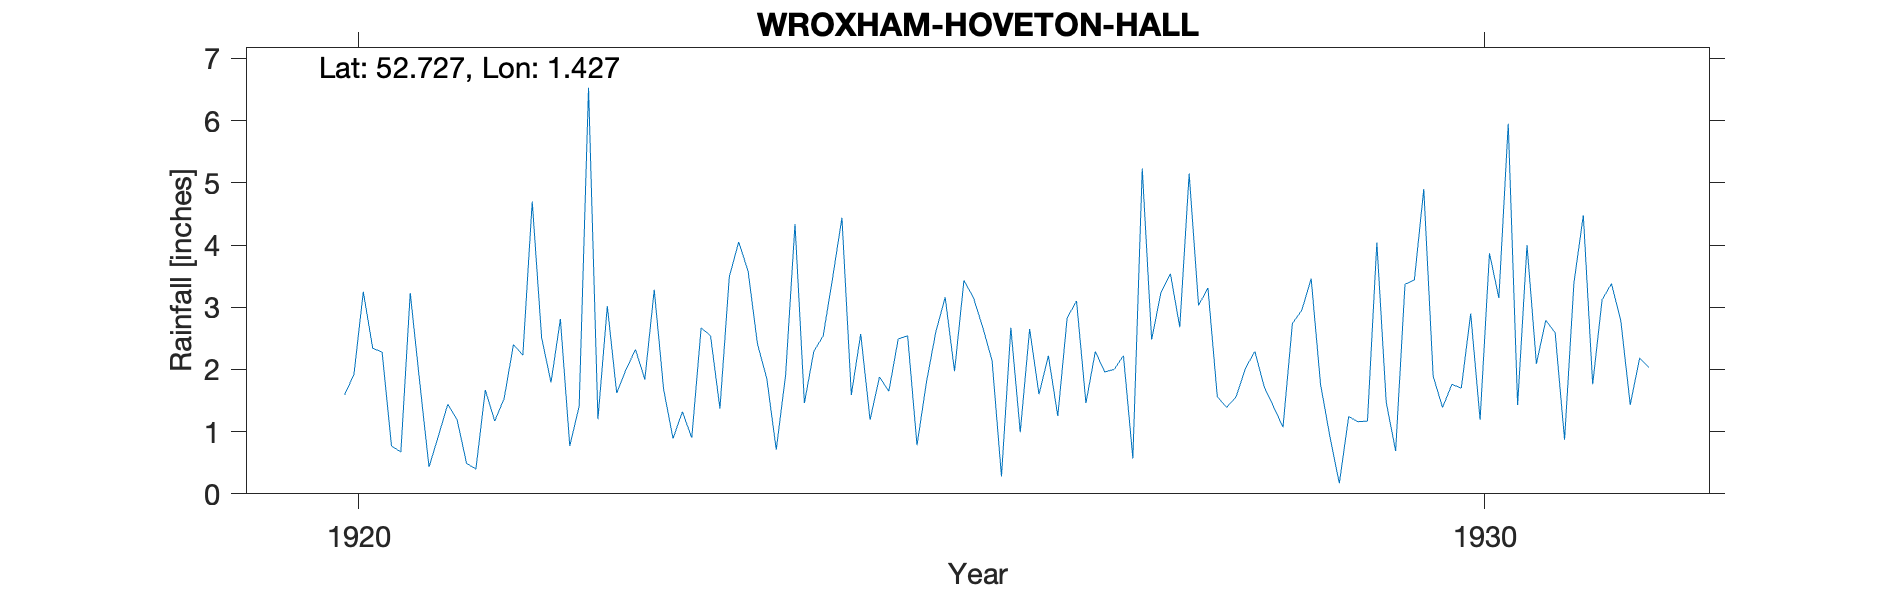 WROXHAM-HOVETON-HALL
Lat: 52.727, Lon: 1.427
7
6
5
4
3
2
1
0
Rainfall [inches]
1920 1930
Year